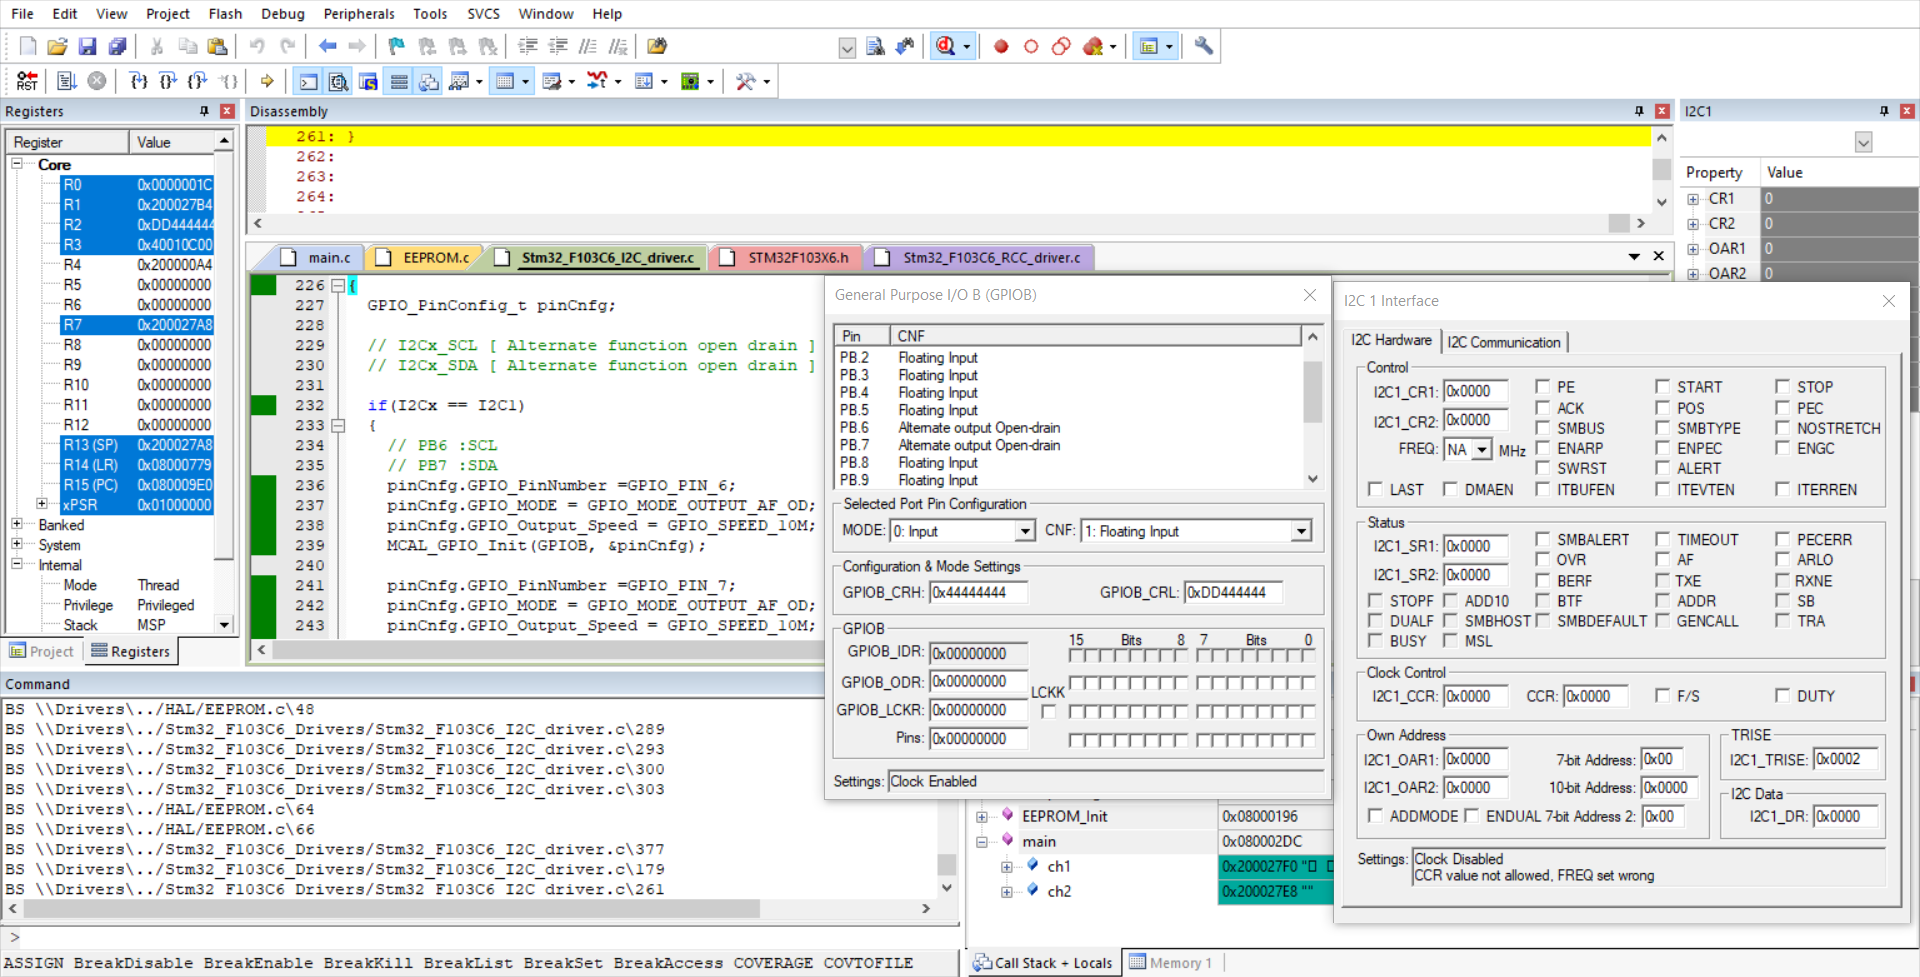 File Edit View Project Flash Debug Peripherals Tools SVCS Window Help
RST
Registers
Register Value
Core
R0 0x0000001C
R1 0x200027B4
R2 0xDD444444
R3 0x40010C00
R4 0x200000A4
R5 0x00000000
R6 0x00000000
R7 0x200027A8
R8 0x00000000
R9 0x00000000
R10 0x00000000
R11 0x00000000
R12 0x00000000
R13 (SP) 0x200027A8
R14 (LR) 0x08000779
R15 (PC) 0x080009E0
xPSR 0x01000000
Banked
System
Internal
Mode Thread
Privilege Privileged
Stack MSP
Project Registers
Disassembly
261: }
262:
263:
264:
main.c EEPROM.c Stm32_F103C6_I2C_driver.c STM32F103X6.h Stm32_F103C6_RCC_driver.c
226 {
227 GPIO_PinConfig_t pinCnfg;
228
229 // I2Cx_SCL [ Alternate function open drain ]
230 // I2Cx_SDA [ Alternate function open drain ]
231
232 if(I2Cx == I2C1)
233 {
234 // PB6 :SCL
235 // PB7 :SDA
236 pinCnfg.GPIO_PinNumber =GPIO_PIN_6;
237 pinCnfg.GPIO_MODE = GPIO_MODE_OUTPUT_AF_OD;
238 pinCnfg.GPIO_Output_Speed = GPIO_SPEED_10M;
239 MCAL_GPIO_Init(GPIOB, &pinCnfg);
240
241 pinCnfg.GPIO_PinNumber =GPIO_PIN_7;
242 pinCnfg.GPIO_MODE = GPIO_MODE_OUTPUT_AF_OD;
243 pinCnfg.GPIO_Output_Speed = GPIO_SPEED_10M;
General Purpose I/O B (GPIOB)
Pin CNF
PB.2 Floating Input
PB.3 Floating Input
PB.4 Floating Input
PB.5 Floating Input
PB.6 Alternate output Open-drain
PB.7 Alternate output Open-drain
PB.8 Floating Input
PB.9 Floating Input
Selected Port Pin Configuration
MODE: 0: Input CNF: 1: Floating Input
Configuration & Mode Settings
GPIOB_CRH: 0x44444444 GPIOB_CRL: 0xDD444444
GPIOB
15 Bits 8 7 Bits 0
GPIOB_IDR: 0x00000000
GPIOB_ODR: 0x00000000
LCKK
GPIOB_LCKR: 0x00000000
Pins: 0x00000000
Settings: Clock Enabled
I2C1
Property Value
CR1 0
CR2 0
OAR1 0
OAR2 0
I2C 1 Interface
I2C Hardware I2C Communication
Control
I2C1_CR1: 0x0000 PE START STOP
ACK POS PEC
I2C1_CR2: 0x0000 SMBUS SMBTYPE NOSTRETCH
FREQ: NA MHz ENARP ENPEC ENGC
SWRST ALERT
LAST DMAEN ITBUFEN ITEVTEN ITERREN
Status
I2C1_SR1: 0x0000 SMBALERT TIMEOUT PECERR
OVR AF ARLO
I2C1_SR2: 0x0000 BERF TXE RXNE
STOPF ADD10 BTF ADDR SB
DUALF SMBHOST SMBDEFAULT GENCALL TRA
BUSY MSL
Clock Control
I2C1_CCR: 0x0000 CCR: 0x0000 F/S DUTY
Own Address
I2C1_OAR1: 0x0000 7-bit Address: 0x00
I2C1_OAR2: 0x0000 10-bit Address: 0x0000
ADDMODE ENDUAL 7-bit Address 2: 0x00
TRISE
I2C1_TRISE: 0x0002
I2C Data
I2C1_DR: 0x0000
Settings: Clock Disabled
CCR value not allowed, FREQ set wrong
Command
BS \\Drivers\../HAL/EEPROM.c\48
BS \\Drivers\../Stm32_F103C6_Drivers/Stm32_F103C6_I2C_driver.c\289
BS \\Drivers\../Stm32_F103C6_Drivers/Stm32_F103C6_I2C_driver.c\293
BS \\Drivers\../Stm32_F103C6_Drivers/Stm32_F103C6_I2C_driver.c\300
BS \\Drivers\../Stm32_F103C6_Drivers/Stm32_F103C6_I2C_driver.c\303
BS \\Drivers\../HAL/EEPROM.c\64
BS \\Drivers\../HAL/EEPROM.c\66
BS \\Drivers\../Stm32_F103C6_Drivers/Stm32_F103C6_I2C_driver.c\377
BS \\Drivers\../Stm32_F103C6_Drivers/Stm32_F103C6_I2C_driver.c\179
BS \\Drivers\../Stm32_F103C6_Drivers/Stm32_F103C6_I2C_driver.c\261
>
ASSIGN BreakDisable BreakEnable BreakKill BreakList BreakSet BreakAccess COVERAGE COVTOFILE
EEPROM_Init 0x08000196
main 0x080002DC
ch1 0x200027F0 "
ch2 0x200027E8 ""
Call Stack + Locals Memory 1